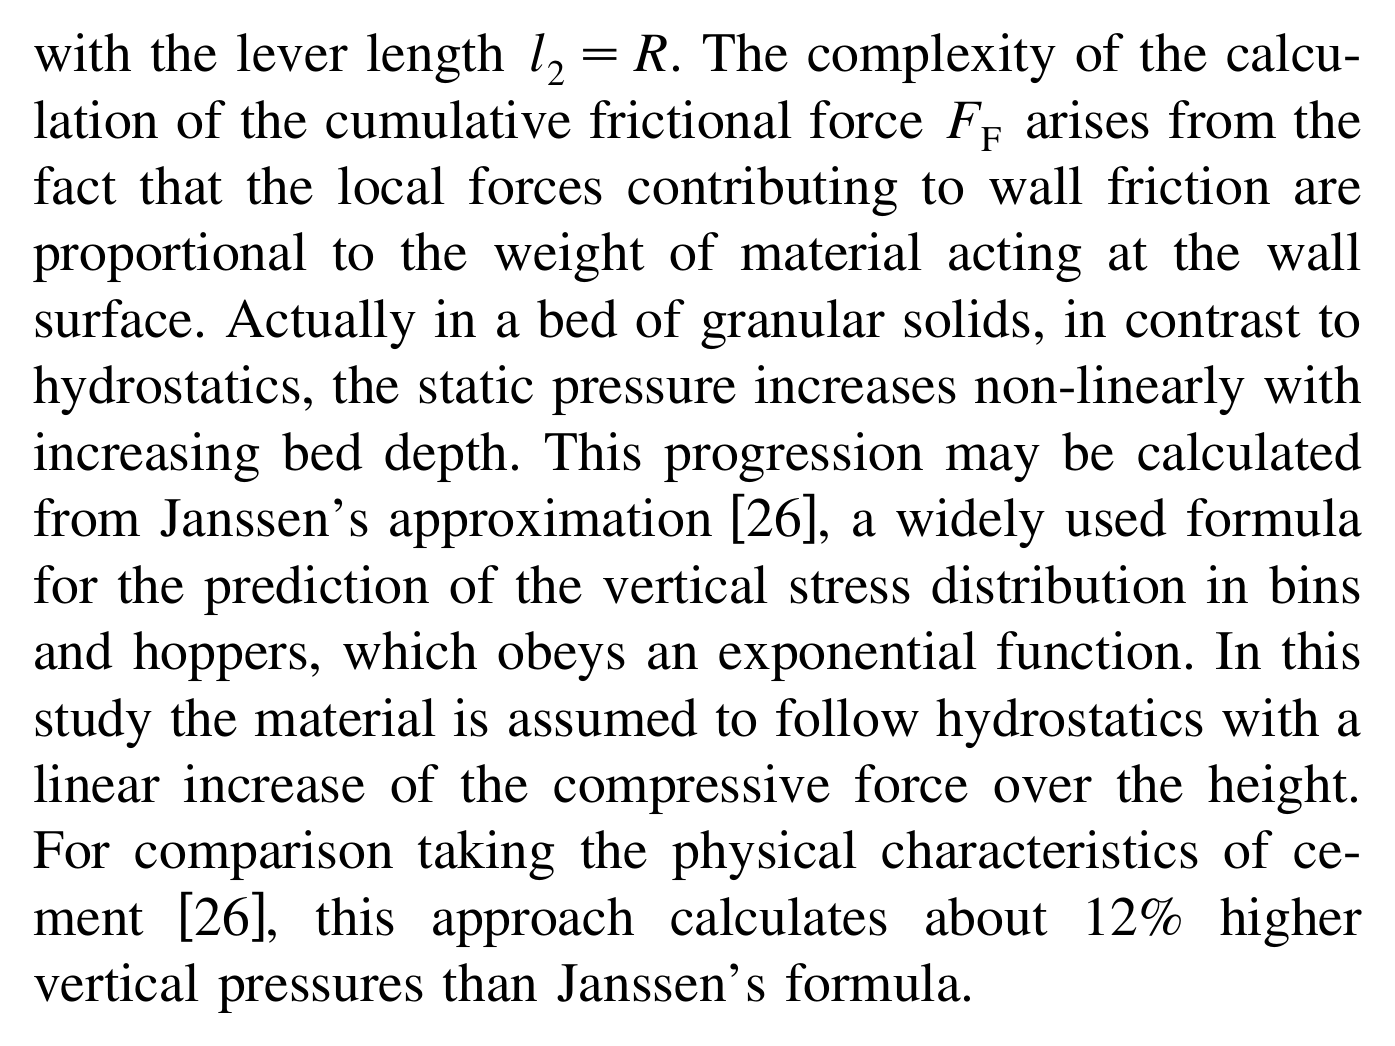 with the lever length l₂ = R. The complexity of the calcu-
lation of the cumulative frictional force F_F arises from the
fact that the local forces contributing to wall friction are
proportional to the weight of material acting at the wall
surface. Actually in a bed of granular solids, in contrast to
hydrostatics, the static pressure increases non-linearly with
increasing bed depth. This progression may be calculated
from Janssen’s approximation [26], a widely used formula
for the prediction of the vertical stress distribution in bins
and hoppers, which obeys an exponential function. In this
study the material is assumed to follow hydrostatics with a
linear increase of the compressive force over the height.
For comparison taking the physical characteristics of ce-
ment [26], this approach calculates about 12% higher
vertical pressures than Janssen’s formula.